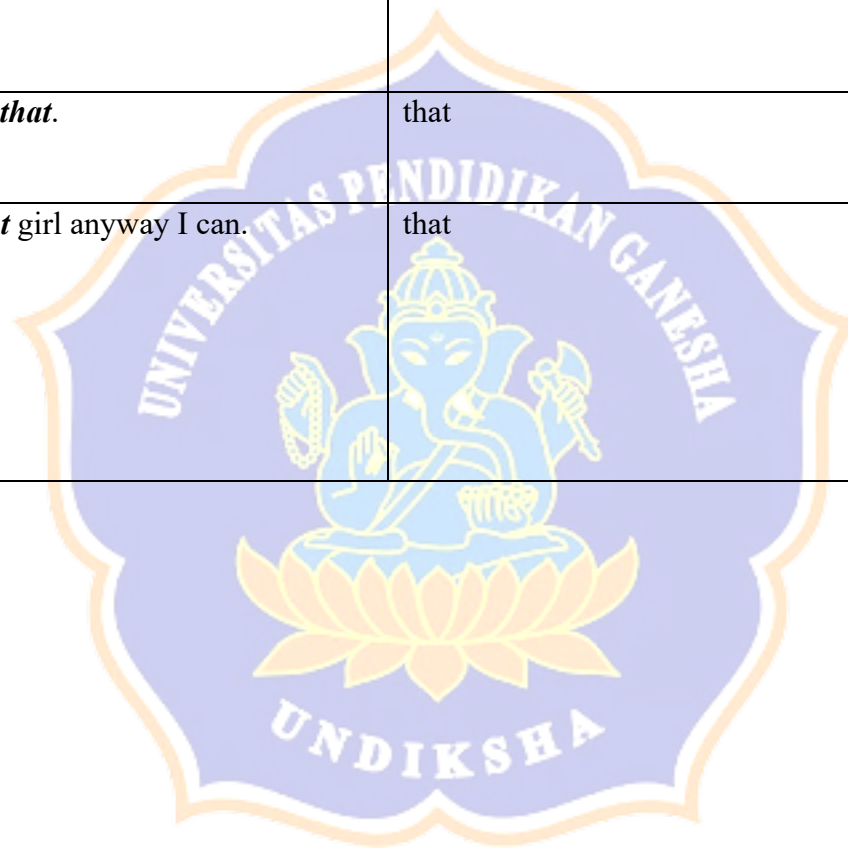 that.
that
t girl anyway I can.
that
UNIVERSITAS PENDIDIKAN GANESHA
UNDIKSHA